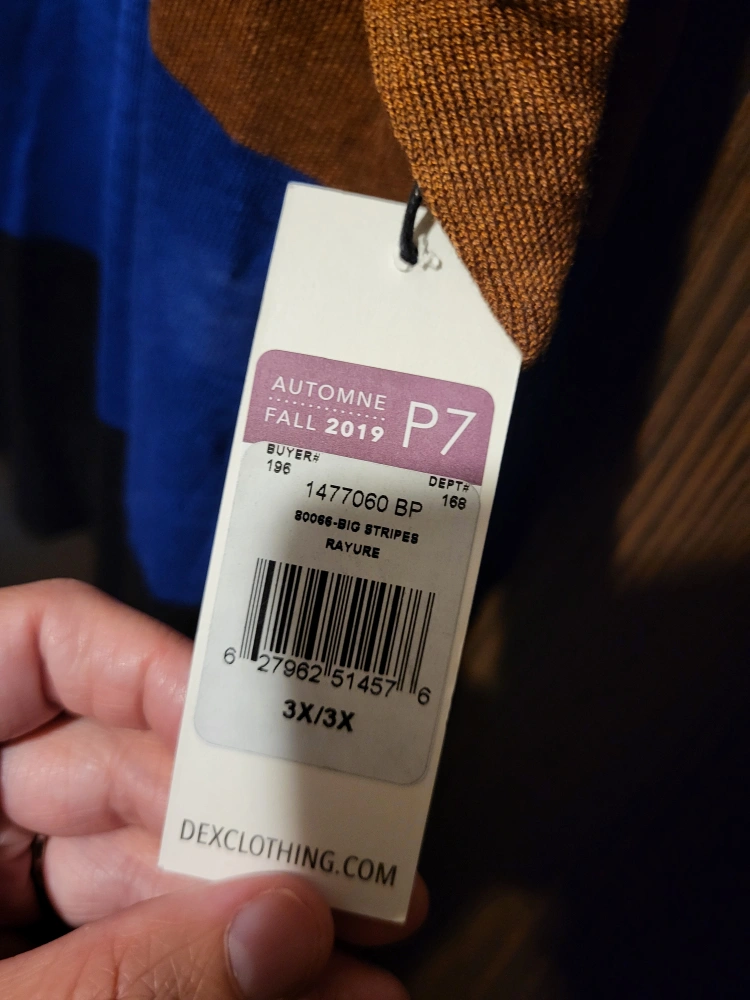 AUTOMNE
FALL 2019
P7
BUYER#
196
DEPT#
168
1477060 BP
80066-BIG STRIPES
RAYURE
6 27962 51457 6
3X/3X
DEXCLOTHING.COM